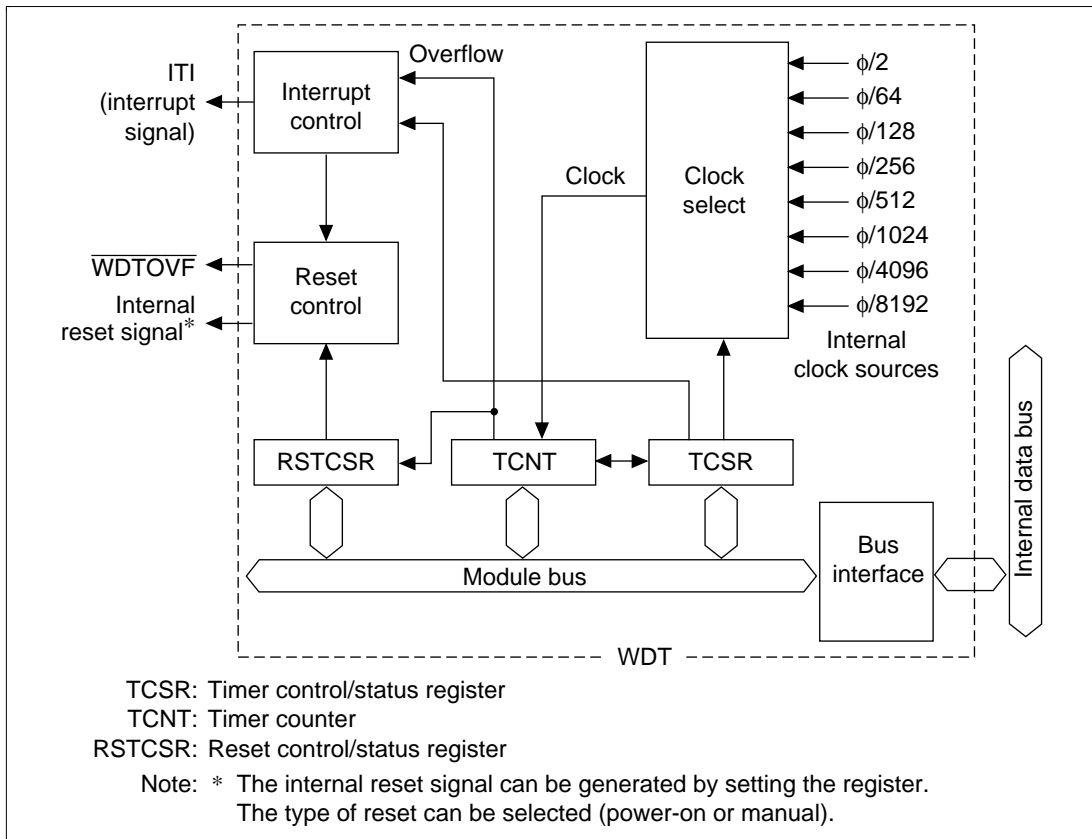 Overflow
ITI
(interrupt
signal)
Interrupt
control
Clock
Clock
select
ϕ/2
ϕ/64
ϕ/128
ϕ/256
ϕ/512
ϕ/1024
ϕ/4096
ϕ/8192
Internal
clock sources
W̅D̅T̅O̅V̅F̅
Internal
reset signal*
Reset
control
RSTCSR
TCNT
TCSR
Module bus
Bus
interface
Internal data bus
WDT
TCSR: Timer control/status register
TCNT: Timer counter
RSTCSR: Reset control/status register
Note: * The internal reset signal can be generated by setting the register.
The type of reset can be selected (power-on or manual).